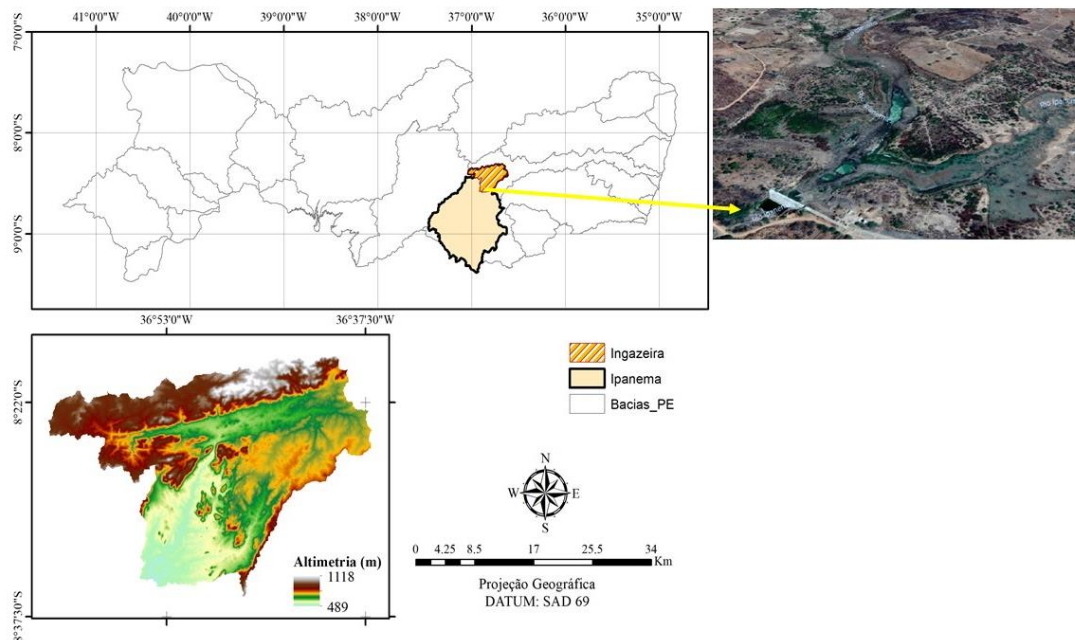 41°0'0"W 40°0'0"W 39°0'0"W 38°0'0"W 37°0'0"W 36°0'0"W 35°0'0"W
7°0'0"S
8°0'0"S
9°0'0"S
36°53'0"W 36°37'30"W
8°22'0"S
8°37'30"S
Altimetria (m)
1118
489
Ingazeira
Ipanema
Bacias_PE
N
W E
S
0 4.25 8.5 17 25.5 34
Km
Projeção Geográfica
DATUM: SAD 69